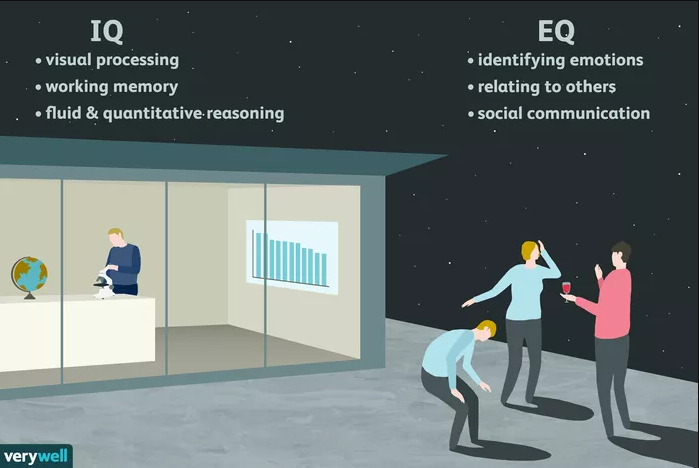 IQ
• visual processing
• working memory
• fluid & quantitative reasoning
EQ
• identifying emotions
• relating to others
• social communication
verywell